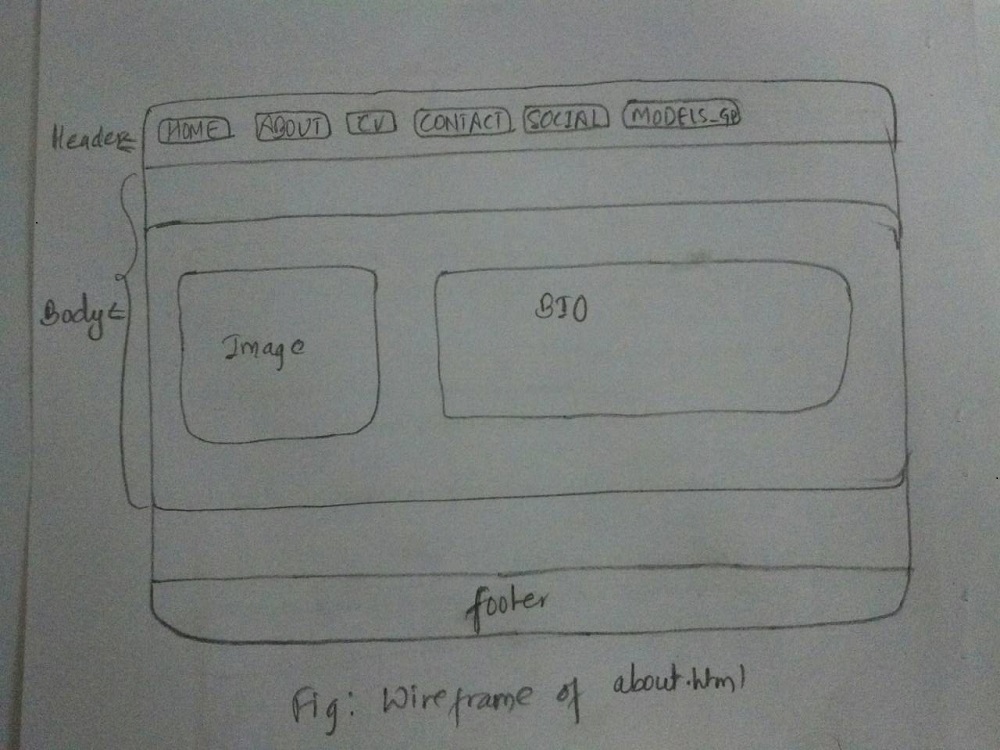 Header
HOME ABOUT CV CONTACT SOCIAL MODELS_GB
Body
Image
BIO
footer
Fig: Wireframe of about.html